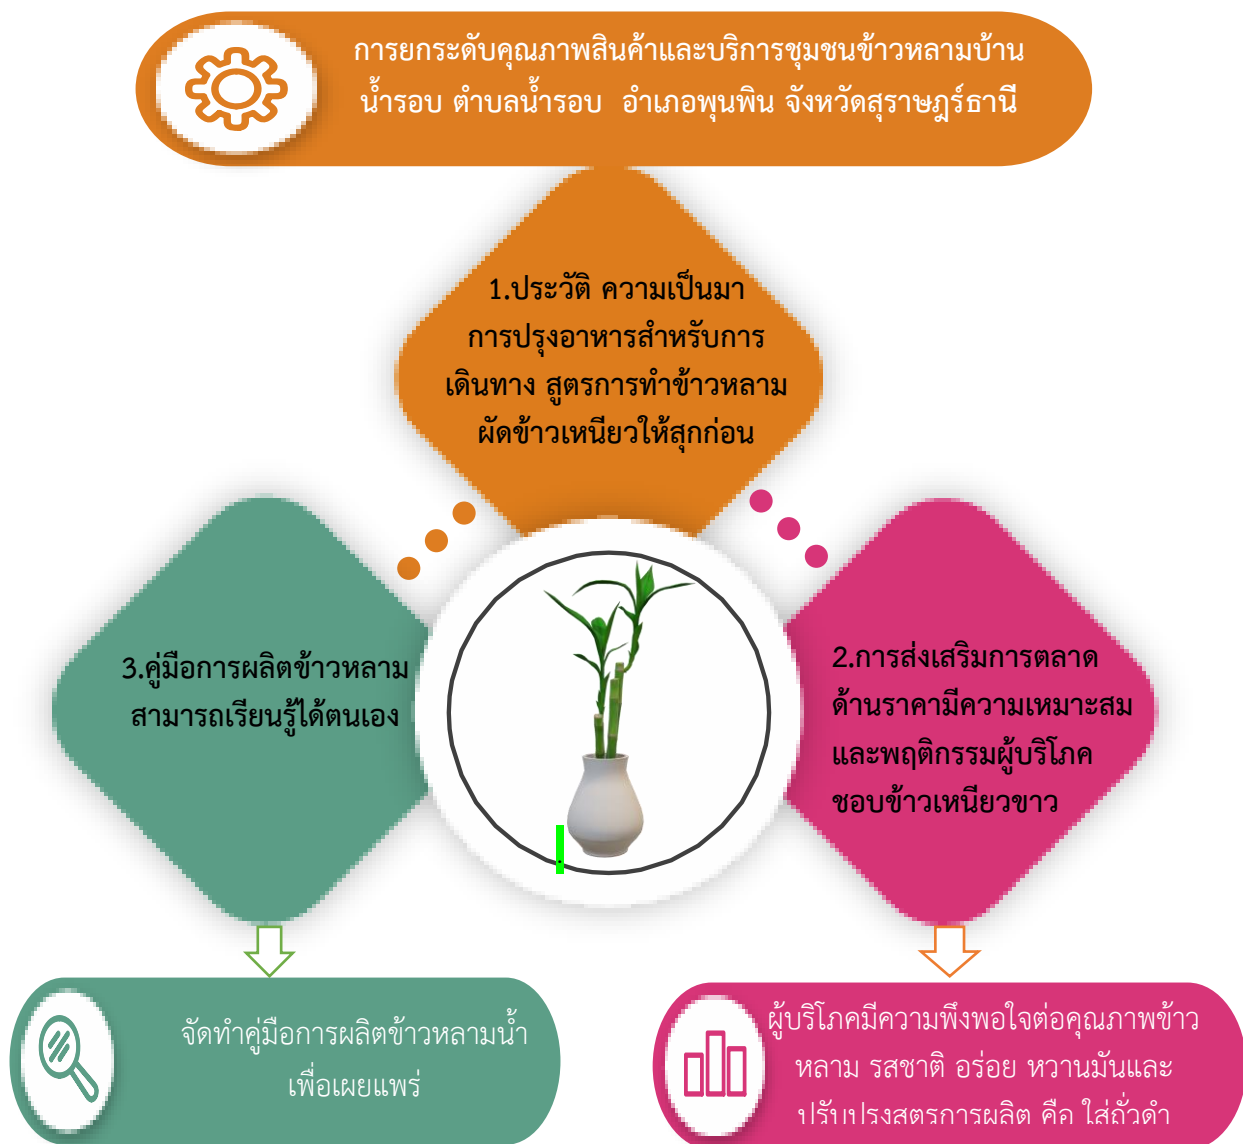 การยกระดับคุณภาพสินค้าและบริการชุมชนข้าวหลามบ้าน
น้ำรอบ ตำบลน้ำรอบ อำเภอพุนพิน จังหวัดสุราษฎร์ธานี
1.ประวัติ ความเป็นมา
การปรุงอาหารสำหรับการ
เดินทาง สูตรการทำข้าวหลาม
ผัดข้าวเหนียวให้สุกก่อน
3.คู่มือการผลิตข้าวหลาม
สามารถเรียนรู้ได้ตนเอง
2.การส่งเสริมการตลาด
ด้านราคามีความเหมาะสม
และพฤติกรรมผู้บริโภค
ชอบข้าวเหนียวขาว
จัดทำคู่มือการผลิตข้าวหลามน้ำ
เพื่อเผยแพร่
ผู้บริโภคมีความพึงพอใจต่อคุณภาพข้าว
หลาม รสชาติ อร่อย หวานมันและ
ปรับปรุงสูตรการผลิต คือ ใส่ถั่วดำ